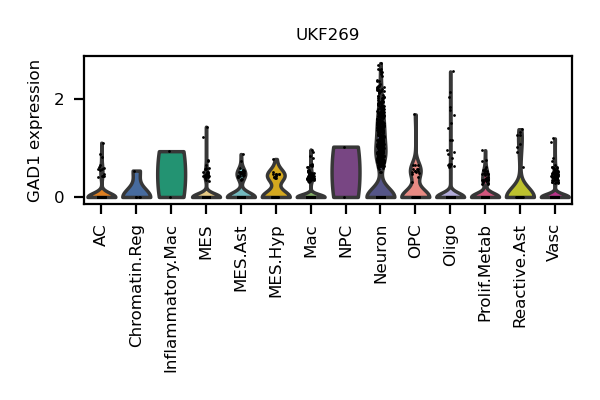 UKF269
GAD1 expression
2
0
AC
Chromatin.Reg
Inflammatory.Mac
MES
MES.Ast
MES.Hyp
Mac
NPC
Neuron
OPC
Oligo
Prolif.Metab
Reactive.Ast
Vasc